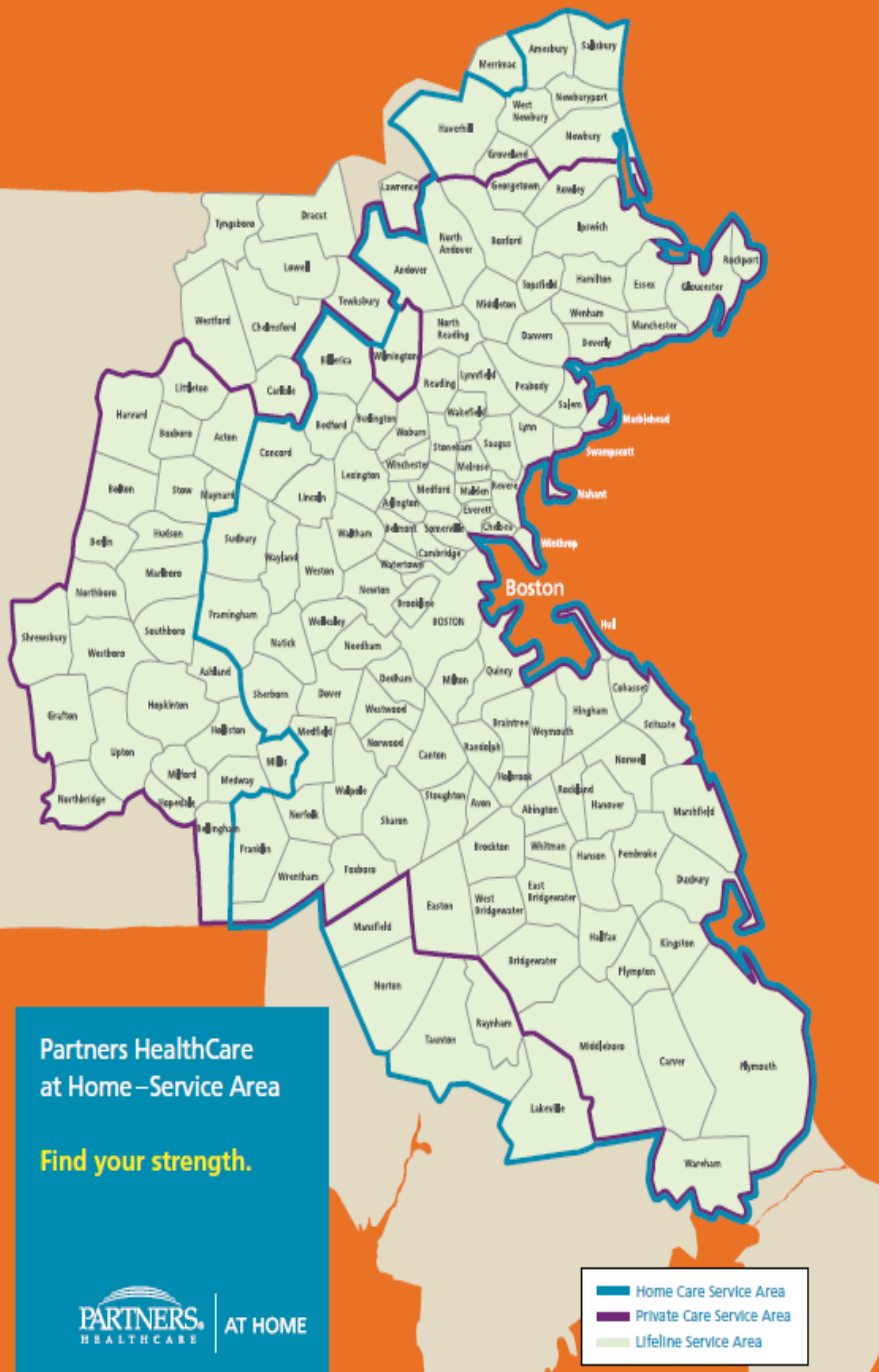 Salisbury
Amesbury
Merrimac
Newburyport
West
Newbury
Haverhill
Newbury
Groveland
Lawrence
Georgetown
Rowley
Dracut
Tyngsboro
Ipswich
North
Andover
Boxford
Rockport
Lowell
Andover
Hamilton
Essex
Topsfield
Gloucester
Tewksbury
Middleton
Wenham
Westford
Chelmsford
North
Reading
Manchester
Danvers
Beverly
Wilmington
Billerica
Lynnfield
Reading
Peabody
Littleton
Carlisle
Salem
Harvard
Wakefield
Marblehead
Burlington
Bedford
Lynn
Boxboro
Acton
Woburn
Saugus
Stoneham
Concord
Swampscott
Winchester
Melrose
Lexington
Revere
Bolton
Stow
Maynard
Lincoln
Medford
Malden
Nahant
Arlington
Everett
Belmont
Somerville
Chelsea
Hudson
Waltham
Sudbury
Berlin
Winthrop
Cambridge
Wayland
Watertown
Marlboro
Weston
Boston
Newton
Northboro
Brookline
Framingham
BOSTON
Wellesley
Hull
Southboro
Shrewsbury
Natick
Needham
Westboro
Ashland
Quincy
Dedham
Milton
Cohasset
Sherborn
Dover
Hopkinton
Westwood
Hingham
Grafton
Braintree
Scituate
Holliston
Medfield
Weymouth
Norwood
Randolph
Upton
Canton
Norwell
Millis
Milford
Holbrook
Medway
Walpole
Rockland
Stoughton
Northbridge
Hopedale
Avon
Hanover
Abington
Marshfield
Norfolk
Sharon
Bellingham
Franklin
Brockton
Whitman
Hanson
Pembroke
Foxboro
Wrentham
Duxbury
East
Bridgewater
West
Bridgewater
Easton
Mansfield
Halifax
Kingston
Bridgewater
Plympton
Norton
Raynham
Taunton
Middleboro
Carver
Plymouth
Lakeville
Wareham
Partners HealthCare
at Home–Service Area
Find your strength.
PARTNERS®
HEALTHCARE
AT HOME
Home Care Service Area
Private Care Service Area
Lifeline Service Area